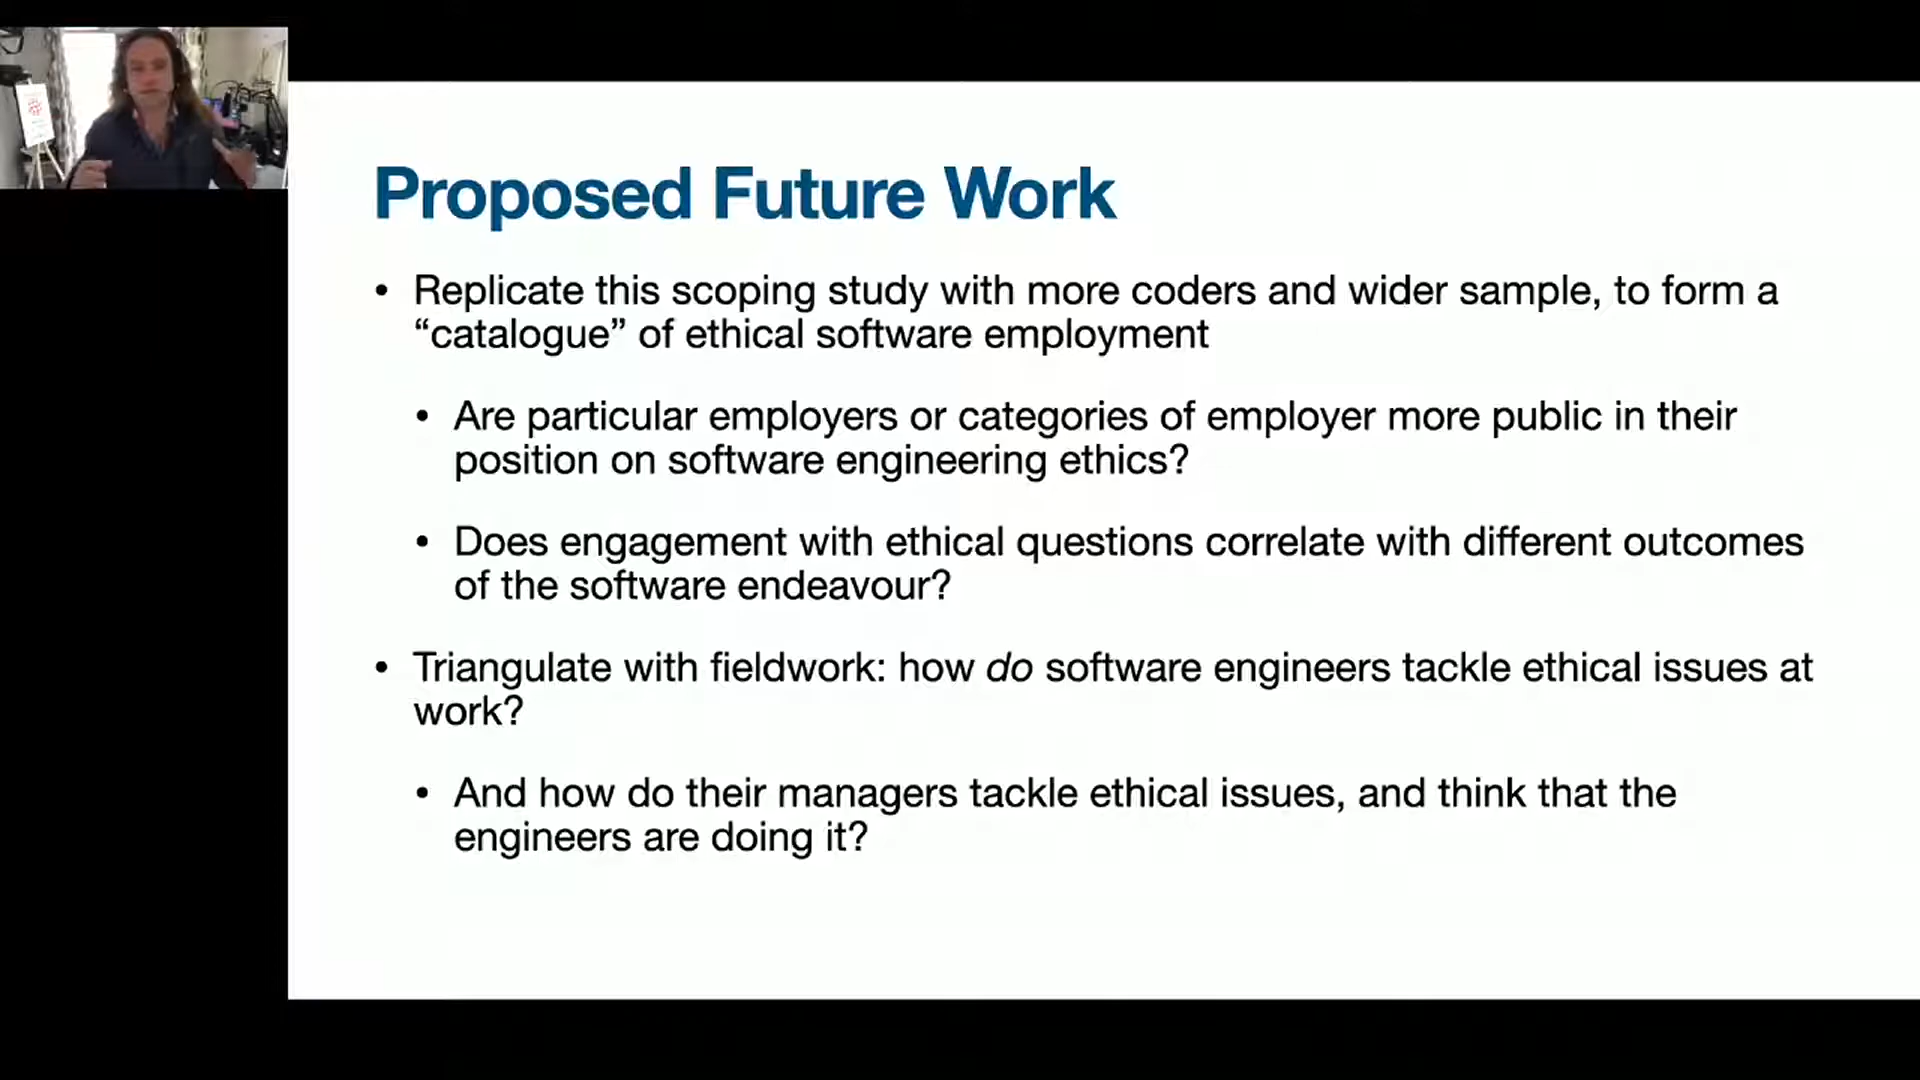 Proposed Future Work
• Replicate this scoping study with more coders and wider sample, to form a
“catalogue” of ethical software employment
• Are particular employers or categories of employer more public in their
position on software engineering ethics?
• Does engagement with ethical questions correlate with different outcomes
of the software endeavour?
• Triangulate with fieldwork: how do software engineers tackle ethical issues at
work?
• And how do their managers tackle ethical issues, and think that the
engineers are doing it?